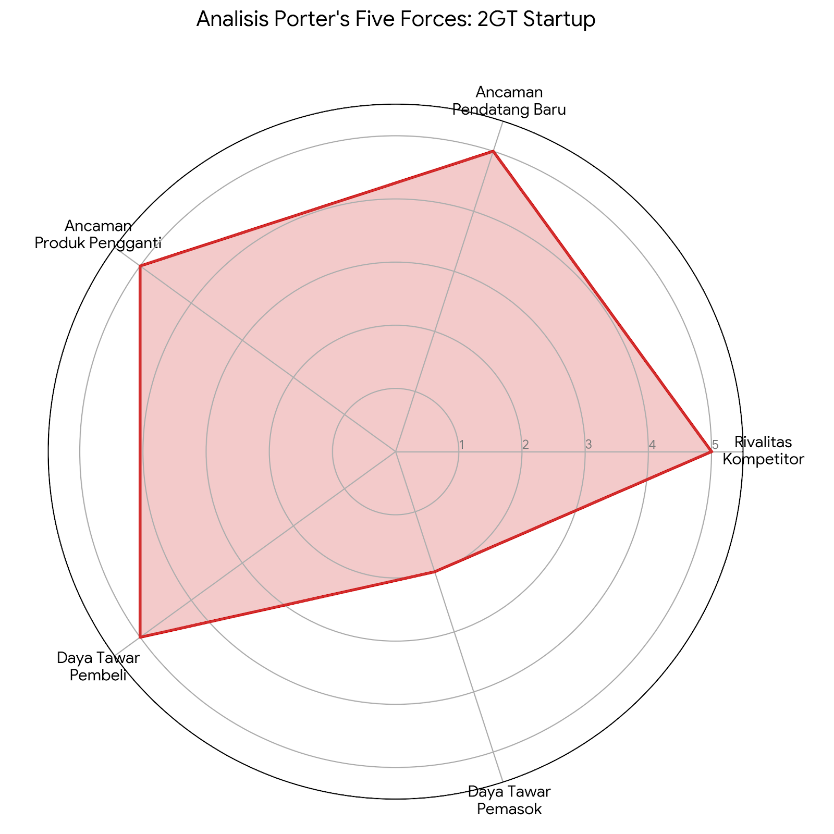 Analisis Porter's Five Forces: 2GT Startup
Ancaman
Pendatang Baru
Ancaman
Produk Pengganti
1
2
3
4
5
Rivalitas
Kompetitor
Daya Tawar
Pembeli
Daya Tawar
Pemasok